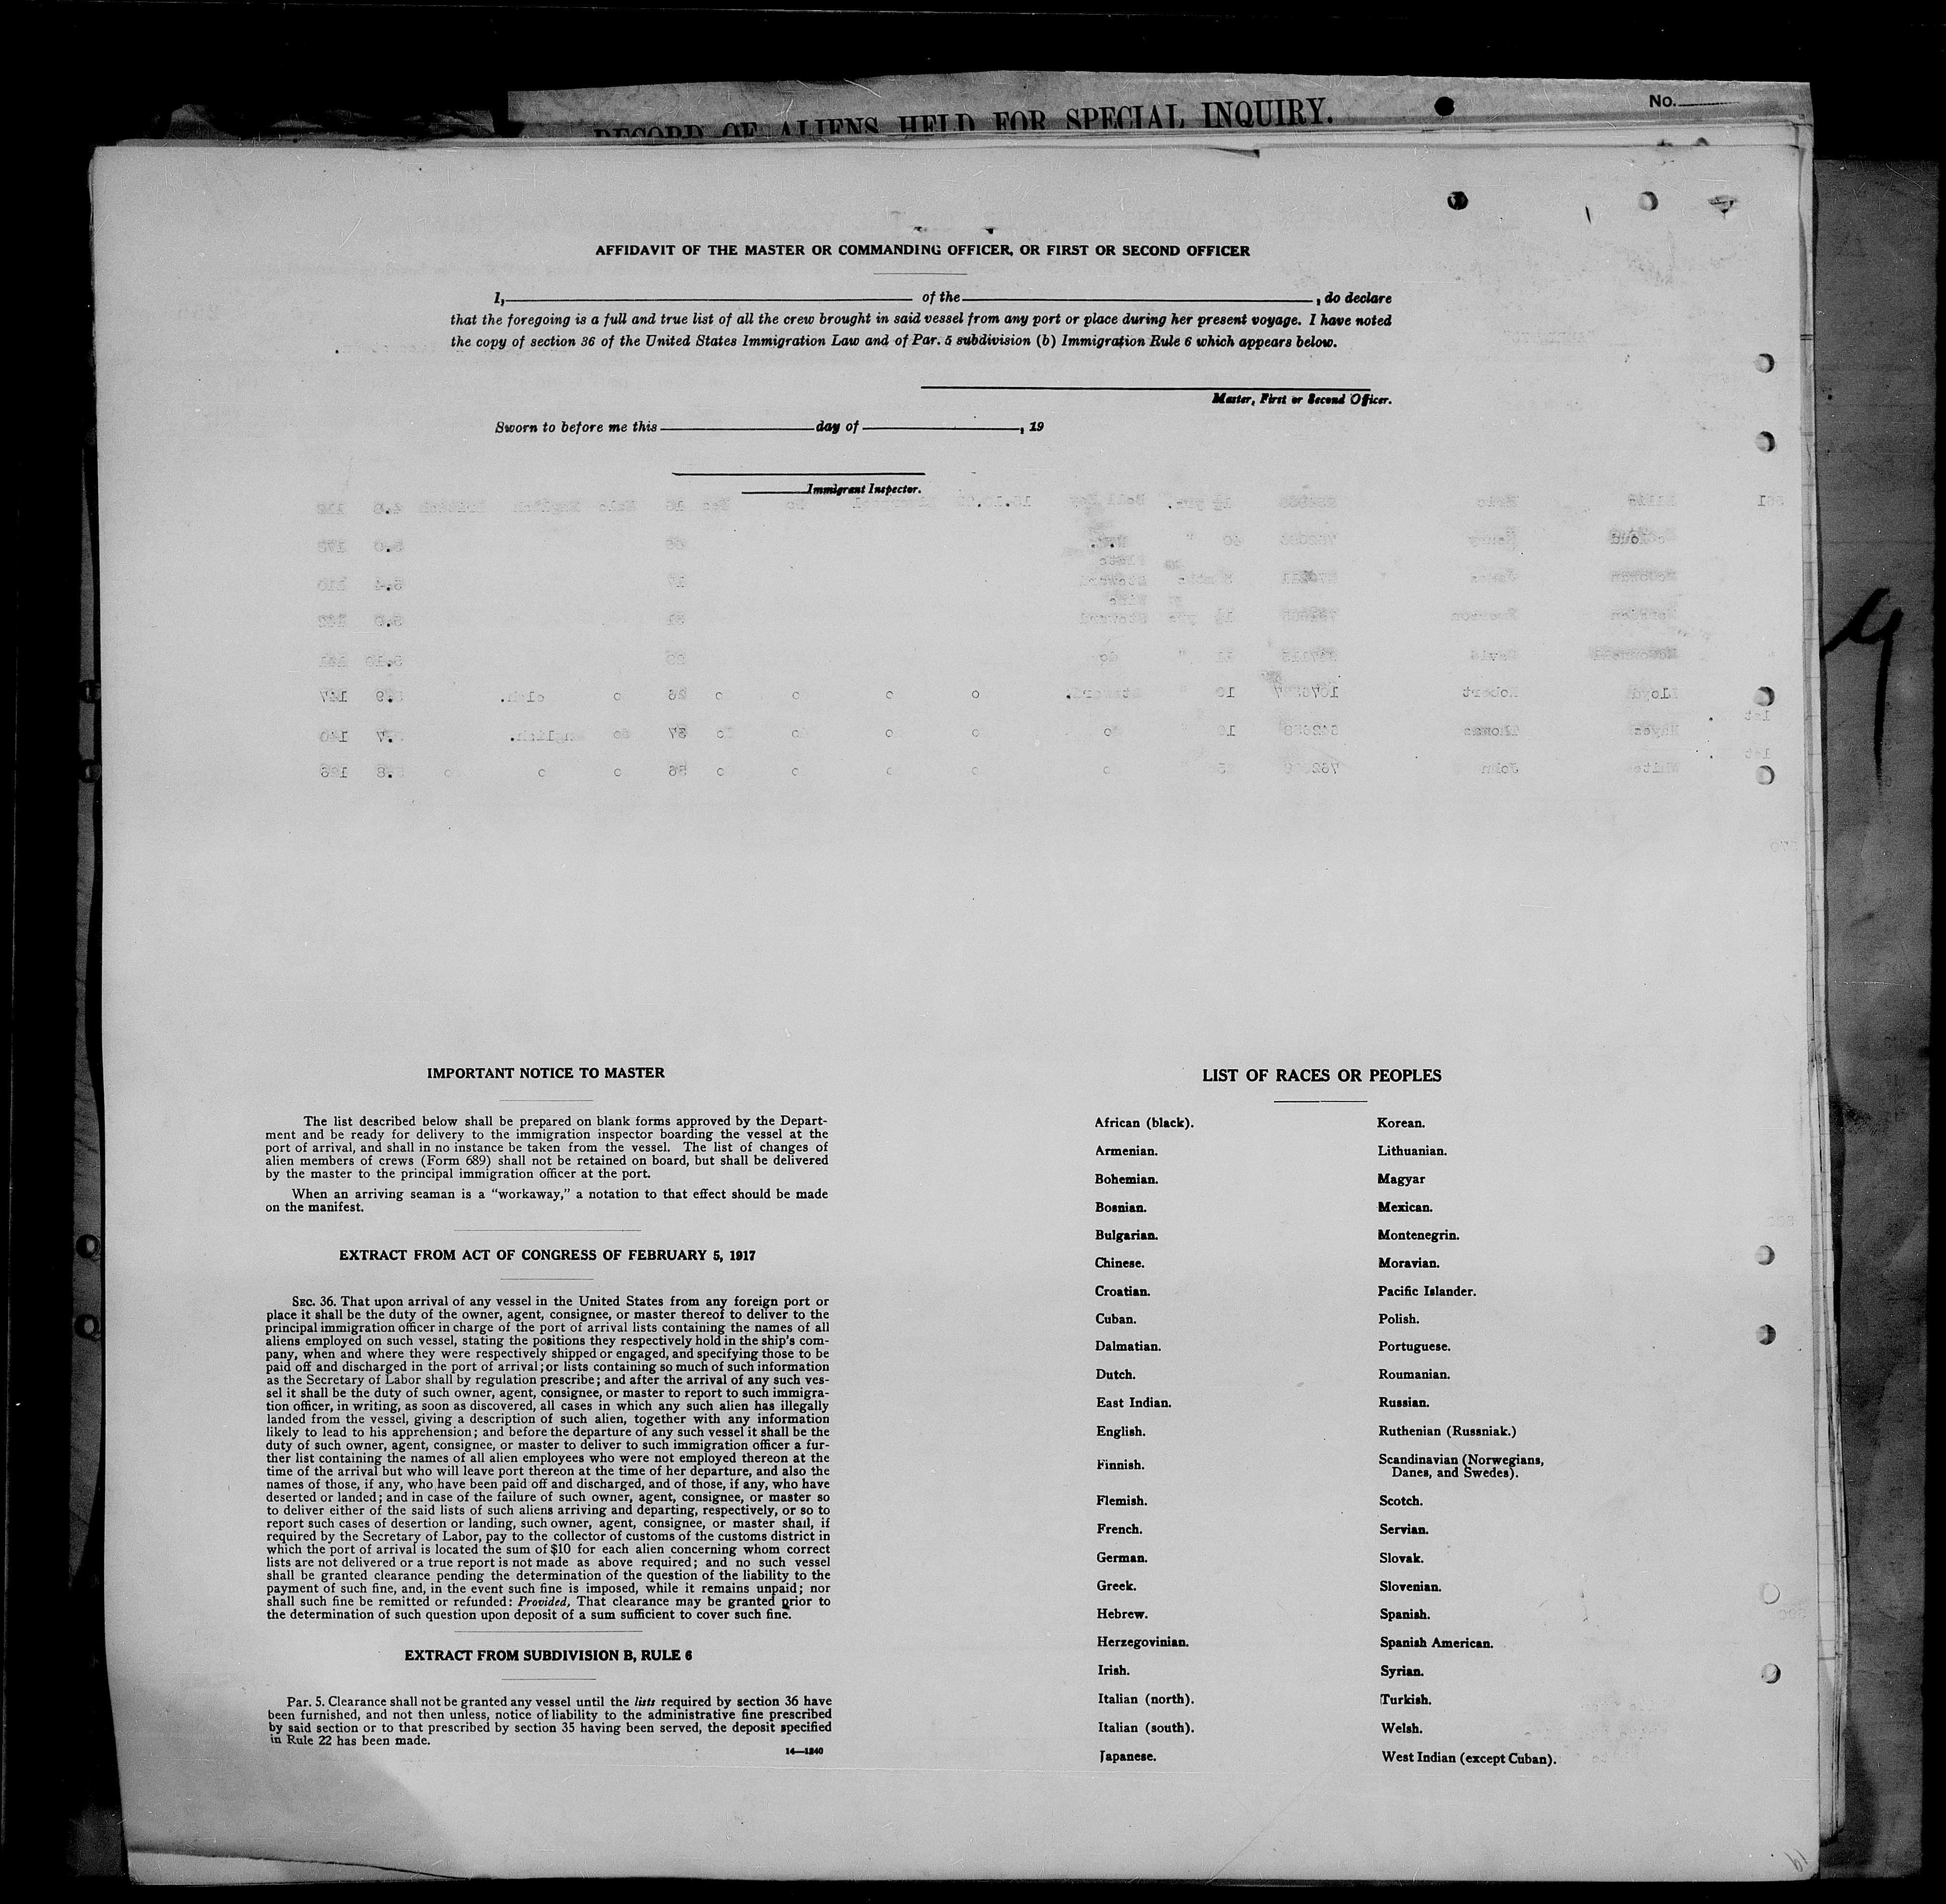 RECORD OF ALIENS HELD FOR SPECIAL INQUIRY.
No.
AFFIDAVIT OF THE MASTER OR COMMANDING OFFICER, OR FIRST OR SECOND OFFICER
I, of the , do declare
that the foregoing is a full and true list of all the crew brought in said vessel from any port or place during her present voyage. I have noted
the copy of section 36 of the United States Immigration Law and of Par. 5 subdivision (b) Immigration Rule 6 which appears below.
Master, First or Second Officer.
Sworn to before me this day of , 19
Immigrant Inspector.
IMPORTANT NOTICE TO MASTER
The list described below shall be prepared on blank forms approved by the Depart-
ment and be ready for delivery to the immigration inspector boarding the vessel at the
port of arrival, and shall in no instance be taken from the vessel. The list of changes of
alien members of crews (Form 689) shall not be retained on board, but shall be delivered
by the master to the principal immigration officer at the port.
When an arriving seaman is a "workaway," a notation to that effect should be made
on the manifest.
EXTRACT FROM ACT OF CONGRESS OF FEBRUARY 5, 1917
SEC. 36. That upon arrival of any vessel in the United States from any foreign port or
place it shall be the duty of the owner, agent, consignee, or master thereof to deliver to the
principal immigration officer in charge of the port of arrival lists containing the names of all
aliens employed on such vessel, stating the positions they respectively hold in the ship's com-
pany, when and where they were respectively shipped or engaged, and specifying those to be
paid off and discharged in the port of arrival; or lists containing so much of such information
as the Secretary of Labor shall by regulation prescribe; and after the arrival of any such ves-
sel it shall be the duty of such owner, agent, consignee, or master to report to such immigra-
tion officer, in writing, as soon as discovered, all cases in which any such alien has illegally
landed from the vessel, giving a description of such alien, together with any information
likely to lead to his apprehension; and before the departure of any such vessel it shall be the
duty of such owner, agent, consignee, or master to deliver to such immigration officer a fur-
ther list containing the names of all alien employees who were not employed thereon at the
time of the arrival but who will leave port thereon at the time of her departure, and also the
names of those, if any, who have been paid off and discharged, and of those, if any, who have
deserted or landed; and in case of the failure of such owner, agent, consignee, or master so
to deliver either of the said lists of such aliens arriving and departing, respectively, or so to
report such cases of desertion or landing, such owner, agent, consignee, or master shall, if
required by the Secretary of Labor, pay to the collector of customs of the customs district in
which the port of arrival is located the sum of $10 for each alien concerning whom correct
lists are not delivered or a true report is not made as above required; and no such vessel
shall be granted clearance pending the determination of the question of the liability to the
payment of such fine, and, in the event such fine is imposed, while it remains unpaid; nor
shall such fine be remitted or refunded: Provided, That clearance may be granted prior to
the determination of such question upon deposit of a sum sufficient to cover such fine.
EXTRACT FROM SUBDIVISION B, RULE 6
Par. 5. Clearance shall not be granted any vessel until the lists required by section 36 have
been furnished, and not then unless, notice of liability to the administrative fine prescribed
by said section or to that prescribed by section 35 having been served, the deposit specified
in Rule 22 has been made.
14—1240
LIST OF RACES OR PEOPLES
African (black).
Armenian.
Bohemian.
Bosnian.
Bulgarian.
Chinese.
Croatian.
Cuban.
Dalmatian.
Dutch.
East Indian.
English.
Finnish.
Flemish.
French.
German.
Greek.
Hebrew.
Herzegovinian.
Irish.
Italian (north).
Italian (south).
Japanese.
Korean.
Lithuanian.
Magyar
Mexican.
Montenegrin.
Moravian.
Pacific Islander.
Polish.
Portuguese.
Roumanian.
Russian.
Ruthenian (Russniak.)
Scandinavian (Norwegians,
Danes, and Swedes).
Scotch.
Servian.
Slovak.
Slovenian.
Spanish.
Spanish American.
Syrian.
Turkish.
Welsh.
West Indian (except Cuban).